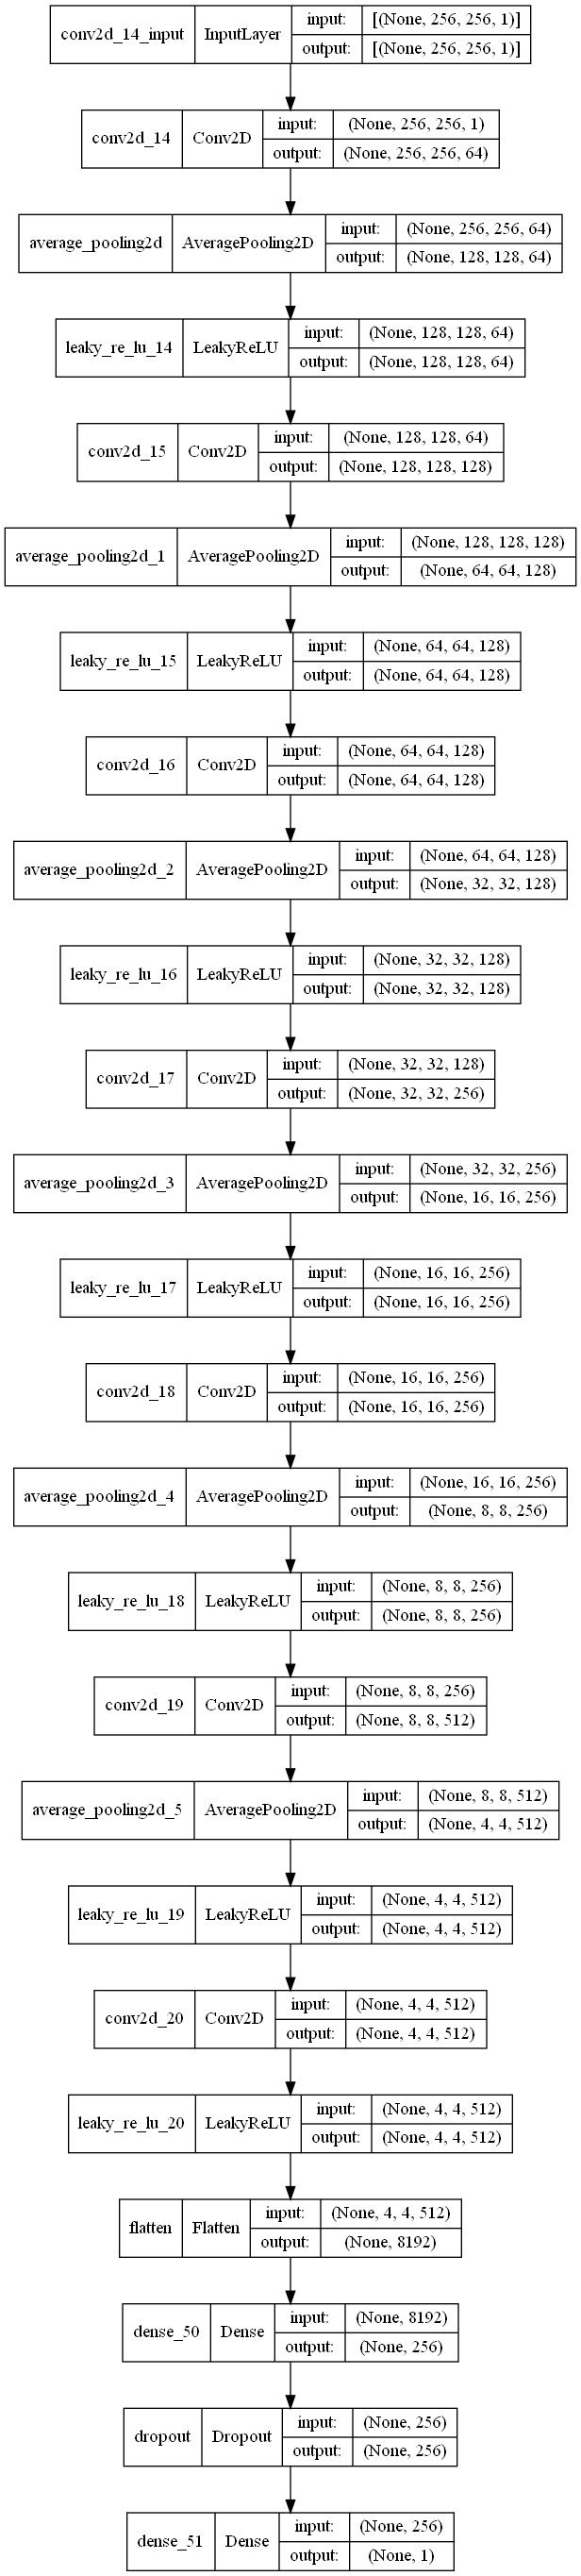 conv2d_14_input InputLayer input: [(None, 256, 256, 1)]
output: [(None, 256, 256, 1)]
conv2d_14 Conv2D input: (None, 256, 256, 1)
output: (None, 256, 256, 64)
average_pooling2d AveragePooling2D input: (None, 256, 256, 64)
output: (None, 128, 128, 64)
leaky_re_lu_14 LeakyReLU input: (None, 128, 128, 64)
output: (None, 128, 128, 64)
conv2d_15 Conv2D input: (None, 128, 128, 64)
output: (None, 128, 128, 128)
average_pooling2d_1 AveragePooling2D input: (None, 128, 128, 128)
output: (None, 64, 64, 128)
leaky_re_lu_15 LeakyReLU input: (None, 64, 64, 128)
output: (None, 64, 64, 128)
conv2d_16 Conv2D input: (None, 64, 64, 128)
output: (None, 64, 64, 128)
average_pooling2d_2 AveragePooling2D input: (None, 64, 64, 128)
output: (None, 32, 32, 128)
leaky_re_lu_16 LeakyReLU input: (None, 32, 32, 128)
output: (None, 32, 32, 128)
conv2d_17 Conv2D input: (None, 32, 32, 128)
output: (None, 32, 32, 256)
average_pooling2d_3 AveragePooling2D input: (None, 32, 32, 256)
output: (None, 16, 16, 256)
leaky_re_lu_17 LeakyReLU input: (None, 16, 16, 256)
output: (None, 16, 16, 256)
conv2d_18 Conv2D input: (None, 16, 16, 256)
output: (None, 16, 16, 256)
average_pooling2d_4 AveragePooling2D input: (None, 16, 16, 256)
output: (None, 8, 8, 256)
leaky_re_lu_18 LeakyReLU input: (None, 8, 8, 256)
output: (None, 8, 8, 256)
conv2d_19 Conv2D input: (None, 8, 8, 256)
output: (None, 8, 8, 512)
average_pooling2d_5 AveragePooling2D input: (None, 8, 8, 512)
output: (None, 4, 4, 512)
leaky_re_lu_19 LeakyReLU input: (None, 4, 4, 512)
output: (None, 4, 4, 512)
conv2d_20 Conv2D input: (None, 4, 4, 512)
output: (None, 4, 4, 512)
leaky_re_lu_20 LeakyReLU input: (None, 4, 4, 512)
output: (None, 4, 4, 512)
flatten Flatten input: (None, 4, 4, 512)
output: (None, 8192)
dense_50 Dense input: (None, 8192)
output: (None, 256)
dropout Dropout input: (None, 256)
output: (None, 256)
dense_51 Dense input: (None, 256)
output: (None, 1)